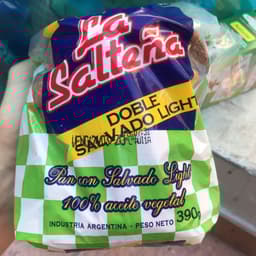 La
Salteña
DOBLE
SALVADO LIGHT
Pan con Salvado Light
100% aceite vegetal
390g
INDUSTRIA ARGENTINA - PESO NETO